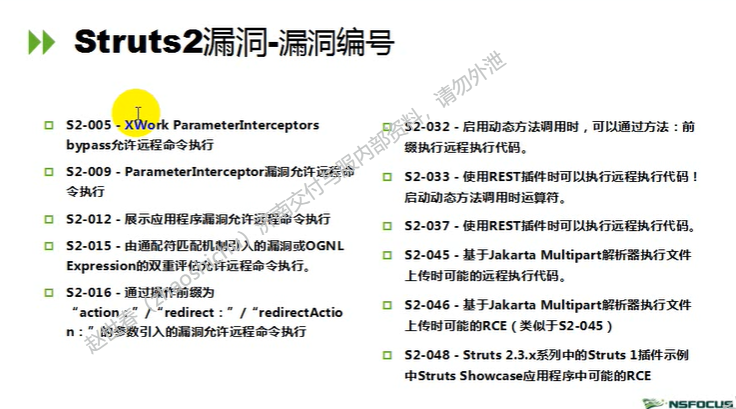 Struts2漏洞-漏洞编号
S2-005 - XWork ParameterInterceptors
bypass允许远程命令执行
S2-009 - ParameterInterceptor漏洞允许远程命
令执行
S2-012 - 展示应用程序漏洞允许远程命令执行
S2-015 - 由通配符匹配机制引入的漏洞或OGNL
Expression的双重评估允许远程命令执行。
S2-016 - 通过操作前缀为
“action：”/“redirect：”/“redirectActio
n：”的参数引入的漏洞允许远程命令执行
S2-032 - 启用动态方法调用时，可以通过方法：前
缀执行远程执行代码。
S2-033 - 使用REST插件时可以执行远程执行代码！
启动动态方法调用时运算符。
S2-037 - 使用REST插件时可以执行远程执行代码。
S2-045 - 基于Jakarta Multipart解析器执行文件
上传时可能的远程执行代码。
S2-046 - 基于Jakarta Multipart解析器执行文件
上传时可能的RCE（类似于S2-045）
S2-048 - Struts 2.3.x系列中的Struts 1插件示例
中Struts Showcase应用程序中可能的RCE
NSFOCUS
内部资料，请勿外泄